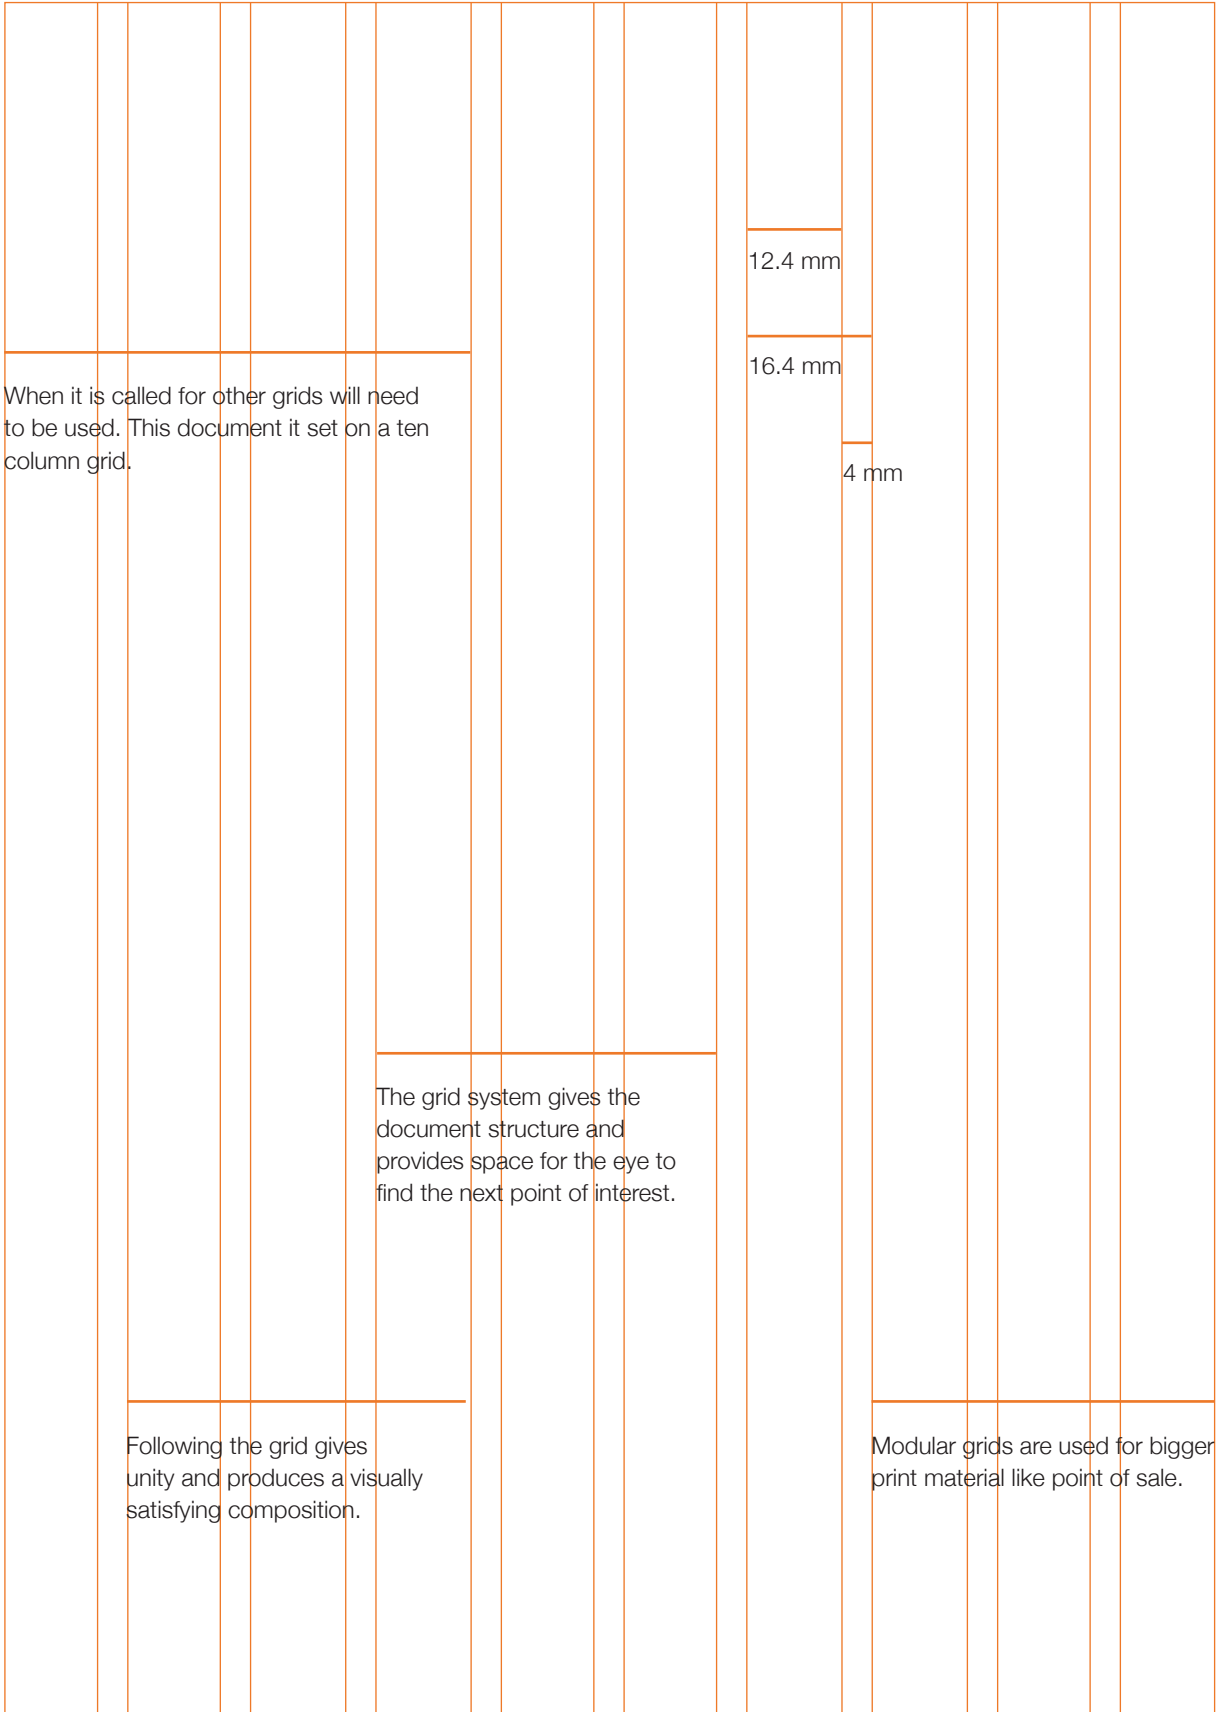 12.4 mm
16.4 mm
When it is called for other grids will need
to be used. This document it set on a ten
column grid.
4 mm
The grid system gives the
document structure and
provides space for the eye to
find the next point of interest.
Following the grid gives
unity and produces a visually
satisfying composition.
Modular grids are used for bigger
print material like point of sale.